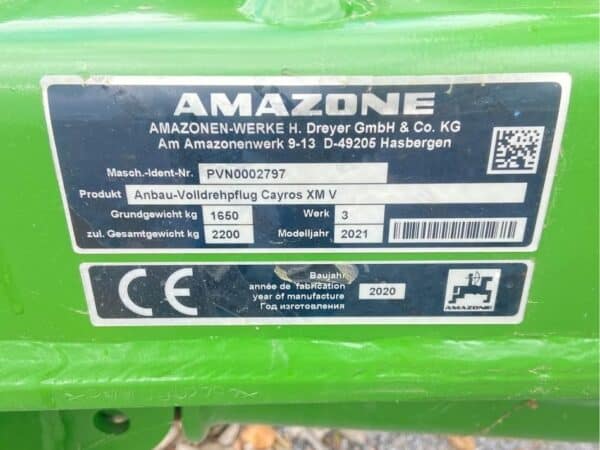 AMAZONE
AMAZONEN-WERKE H. Dreyer GmbH & Co. KG
Am Amazonenwerk 9-13 D-49205 Hasbergen
Masch.-Ident-Nr. PVN0002797
Produkt Anbau-Volldrehpflug Cayros XM V
Grundgewicht kg 1650 Werk 3
zul. Gesamtgewicht kg 2200 Modelljahr 2021
CE
Baujahr
année de fabrication
year of manufacture 2020
Год изготовления
AMAZONE